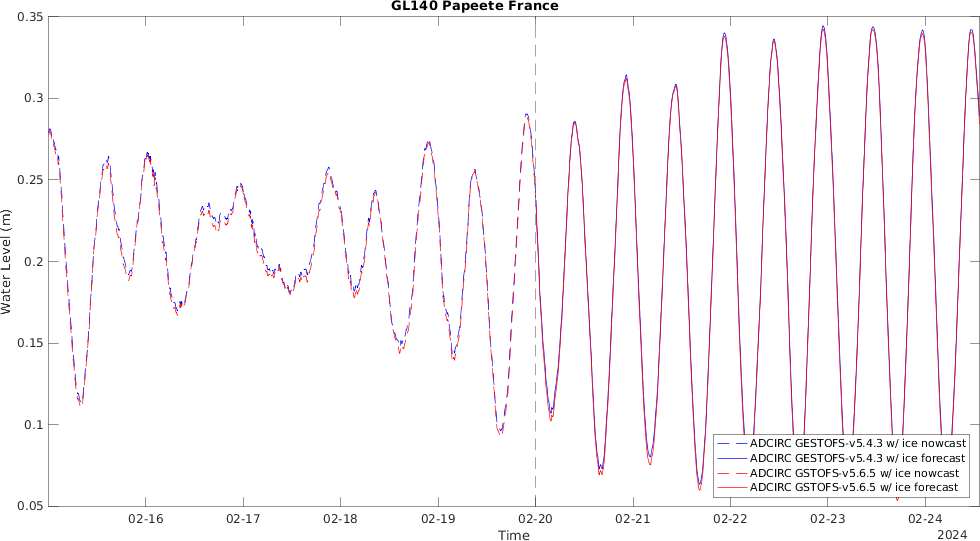 GL140 Papeete France
0.35
0.3
0.25
0.2
0.15
0.1
0.05
Water Level (m)
ADCIRC GESTOFS-v5.4.3 w/ ice nowcast
ADCIRC GESTOFS-v5.4.3 w/ ice forecast
ADCIRC GSTOFS-v5.6.5 w/ ice nowcast
ADCIRC GSTOFS-v5.6.5 w/ ice forecast
02-16 02-17 02-18 02-19 02-20 02-21 02-22 02-23 02-24
Time
2024